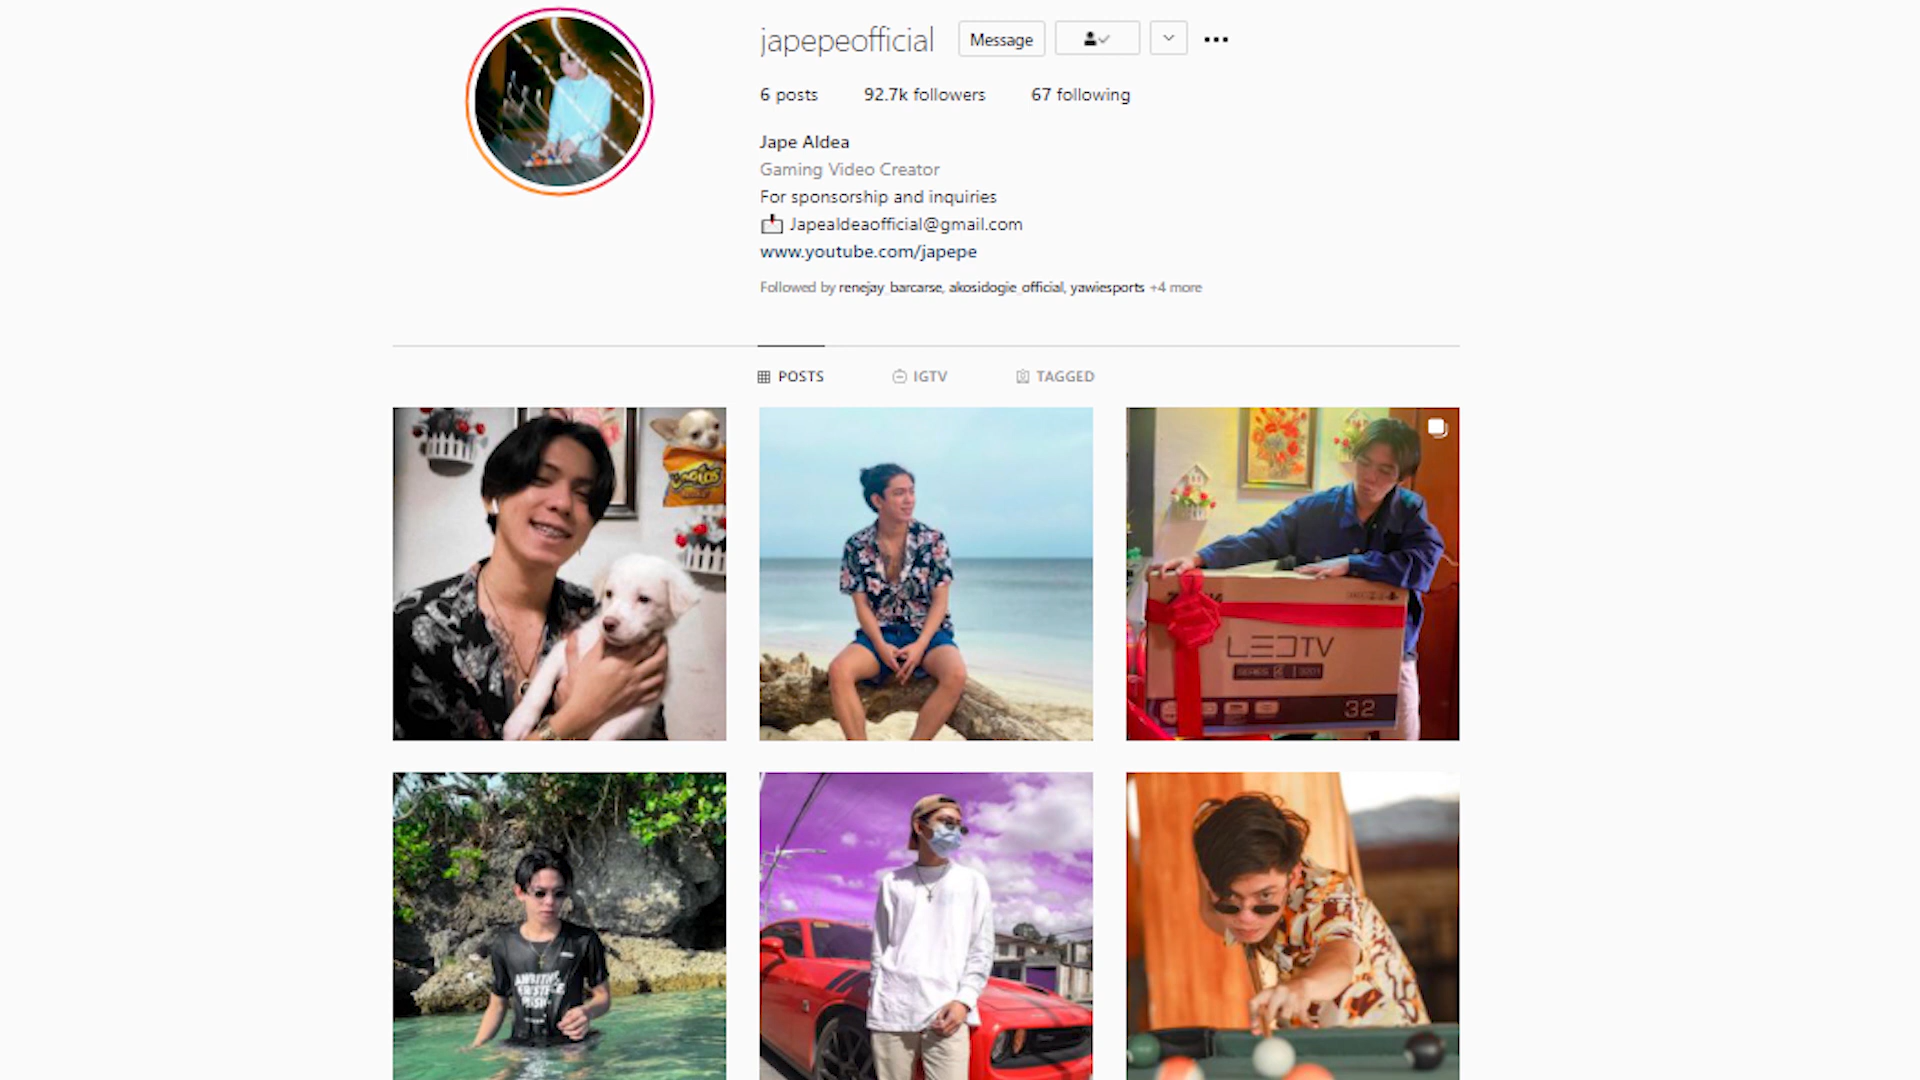 japepeofficial Message
6 posts 92.7k followers 67 following
Jape Aldea
Gaming Video Creator
For sponsorship and inquiries
Japealdeaofficial@gmail.com
www.youtube.com/japepe
Followed by renejay_barcarse, akosidogie_official, yawiesports +4 more
POSTS IGTV TAGGED
LEDTV
SERIES
32